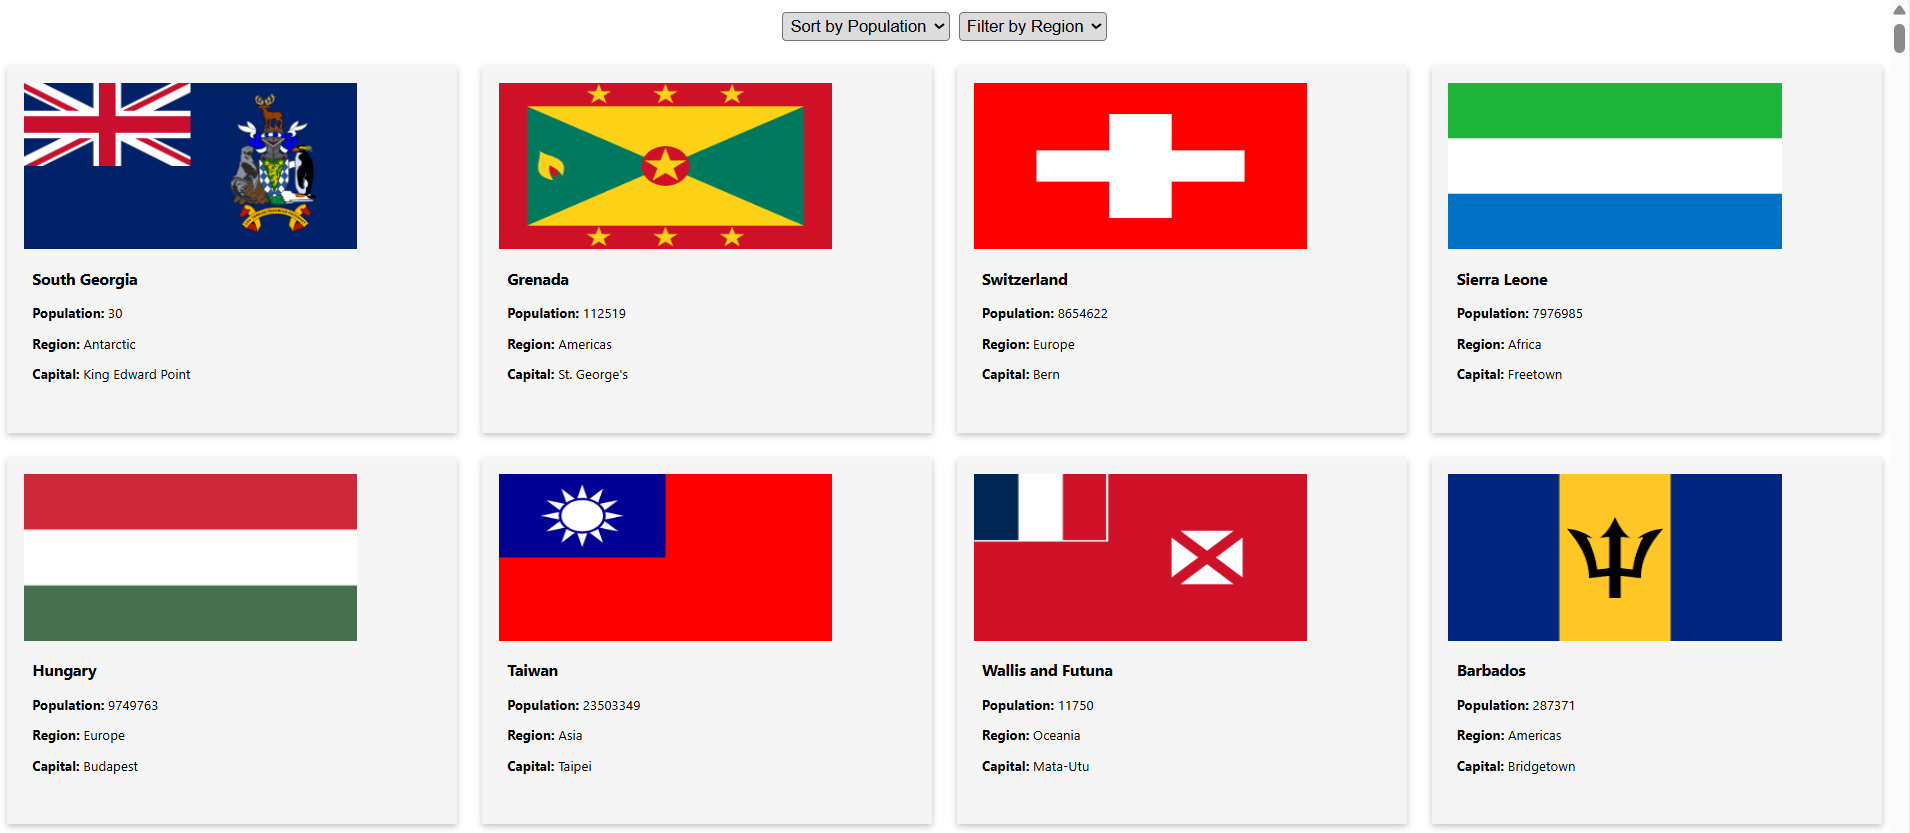 Sort by Population
Filter by Region
South Georgia
Population: 30
Region: Antarctic
Capital: King Edward Point
Grenada
Population: 112519
Region: Americas
Capital: St. George's
Switzerland
Population: 8654622
Region: Europe
Capital: Bern
Sierra Leone
Population: 7976985
Region: Africa
Capital: Freetown
Hungary
Population: 9749763
Region: Europe
Capital: Budapest
Taiwan
Population: 23503349
Region: Asia
Capital: Taipei
Wallis and Futuna
Population: 11750
Region: Oceania
Capital: Mata-Utu
Barbados
Population: 287371
Region: Americas
Capital: Bridgetown